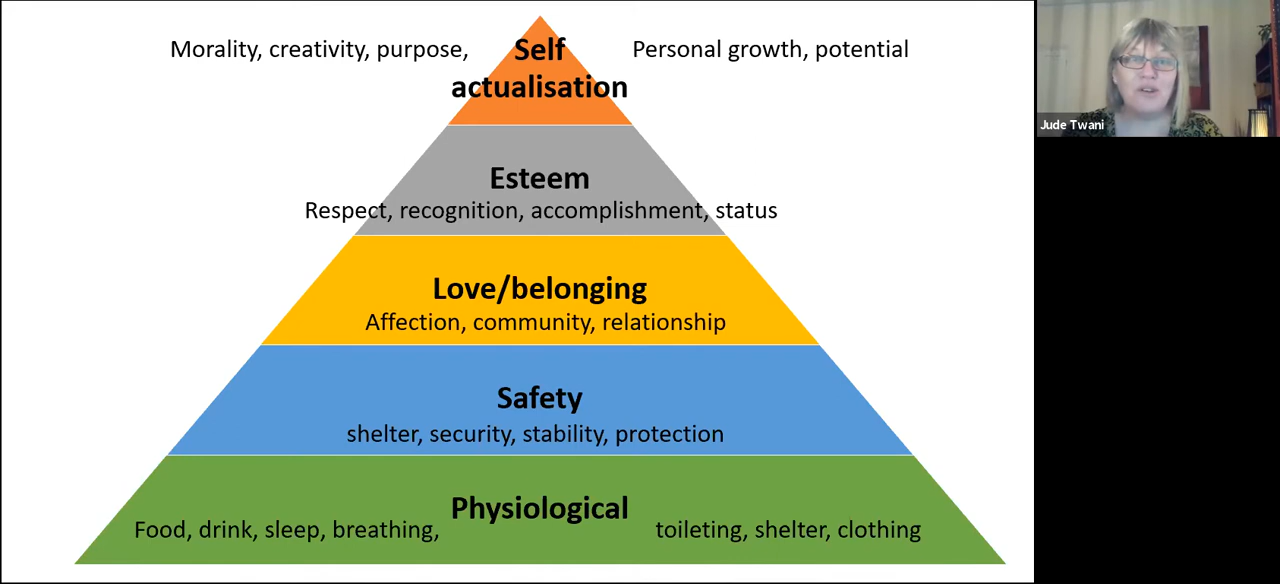 Morality, creativity, purpose,
Self
actualisation
Personal growth, potential
Esteem
Respect, recognition, accomplishment, status
Love/belonging
Affection, community, relationship
Safety
shelter, security, stability, protection
Physiological
Food, drink, sleep, breathing,
toileting, shelter, clothing
Jude Twani